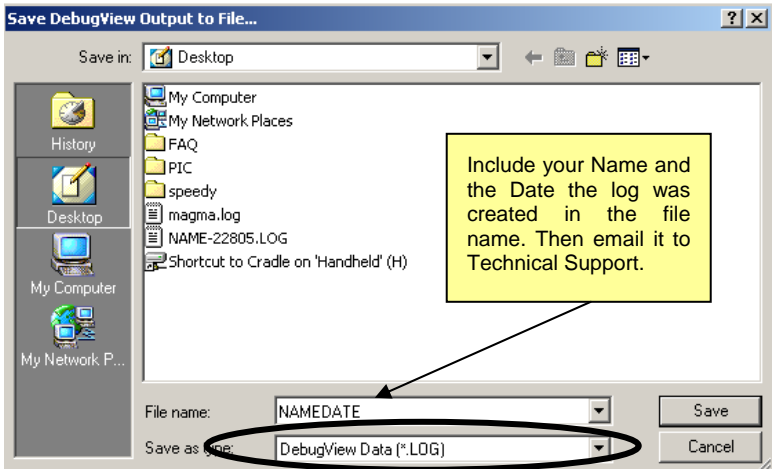 Save DebugView Output to File...
Save in:
Desktop
History
Desktop
My Computer
My Network P...
My Computer
My Network Places
FAQ
PIC
speedy
magma.log
NAME-22805.LOG
Shortcut to Cradle on 'Handheld' (H)
Include your Name and
the Date the log was
created in the file
name. Then email it to
Technical Support.
File name:
NAMEDATE
Save
Save as type:
DebugView Data (*.LOG)
Cancel